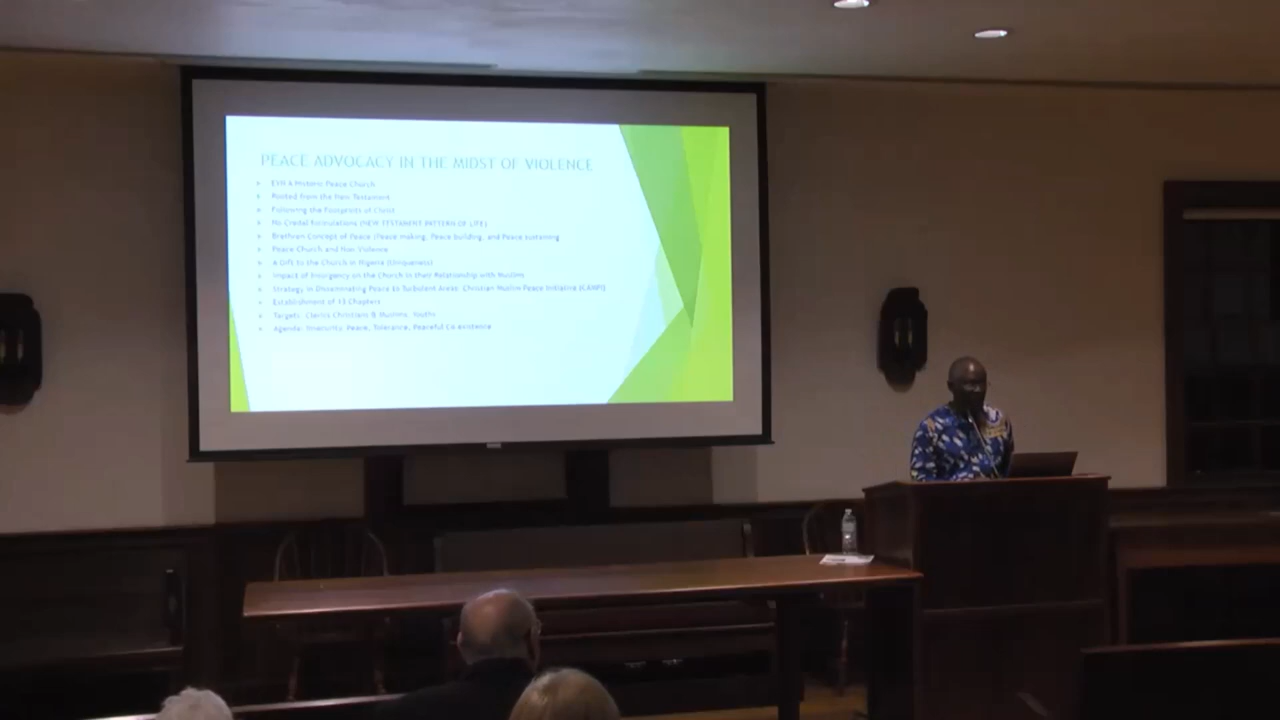 PEACE ADVOCACY IN THE MIDST OF VIOLENCE
EYN A Historic Peace Church
Rooted from the New Testament
Following the Footprints of Christ
No Credal formulations (NEW TESTAMENT PATTERN OF LIFE)
Brethren Concept of Peace (Peace making, Peace building, and Peace sustaining
Peace Church and Non Violence
A Gift to the Church in Nigeria (Uniqueness)
Impact of Insurgency on the Church in their Relationship with Muslims
Strategy in Disseminating Peace to Turbulent Areas: Christian Muslim Peace Initiative (CAMPI)
Establishment of 13 Chapters
Targets: Clerics Christians & Muslims, Youths
Agenda: Insecurity, Peace, Tolerance, Peaceful Co existence